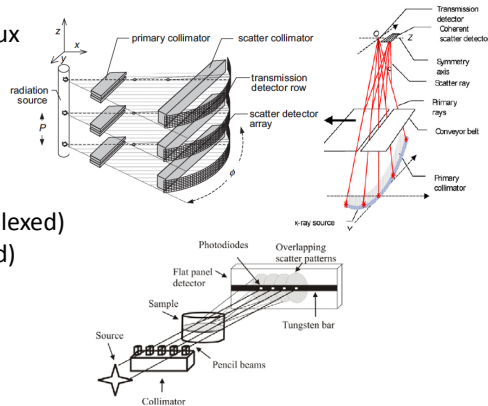 ux
z
x
y
primary collimator
scatter collimator
radiation
source
P
transmission
detector row
scatter detector
array
φ
Transmission
detector
Coherent
scatter detecto
O
Z
Symmetry
axis
Scatter ray
Primary
rays
Conveyor belt
Primary
collimator
x-ray source
Y
lexed)
d)
Photodiodes
Overlapping
scatter patterns
Flat panel
detector
Sample
Tungsten bar
Source
Pencil beams
Collimator